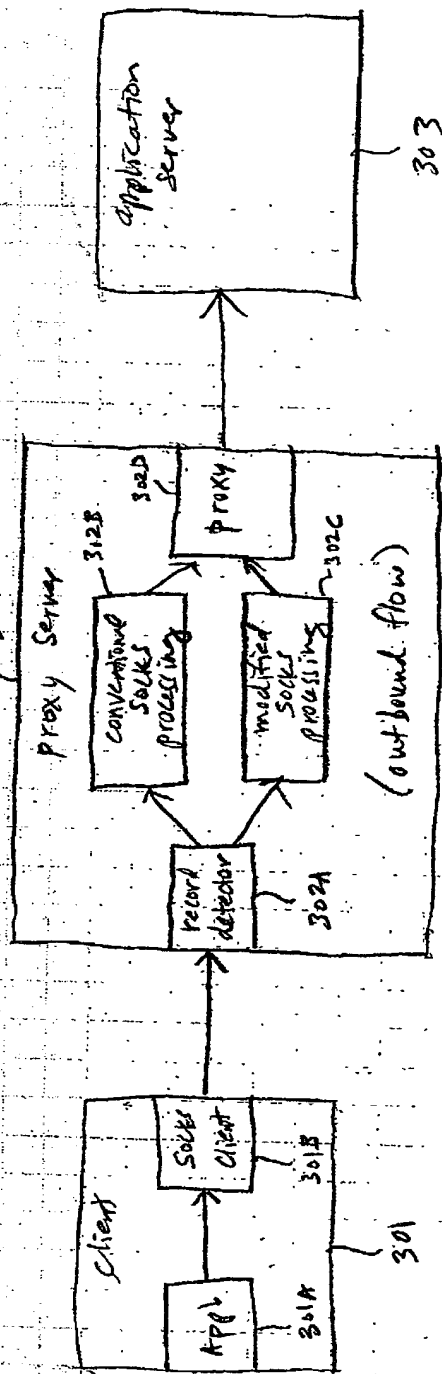 Client
Appl
301A
SOCKS
Client
301B
301
proxy Server
record
detector
302A
conventional
SOCKS
processing
312B
modified
SOCKS
processing
302C
proxy
302D
(outbound flow)
application
server
303